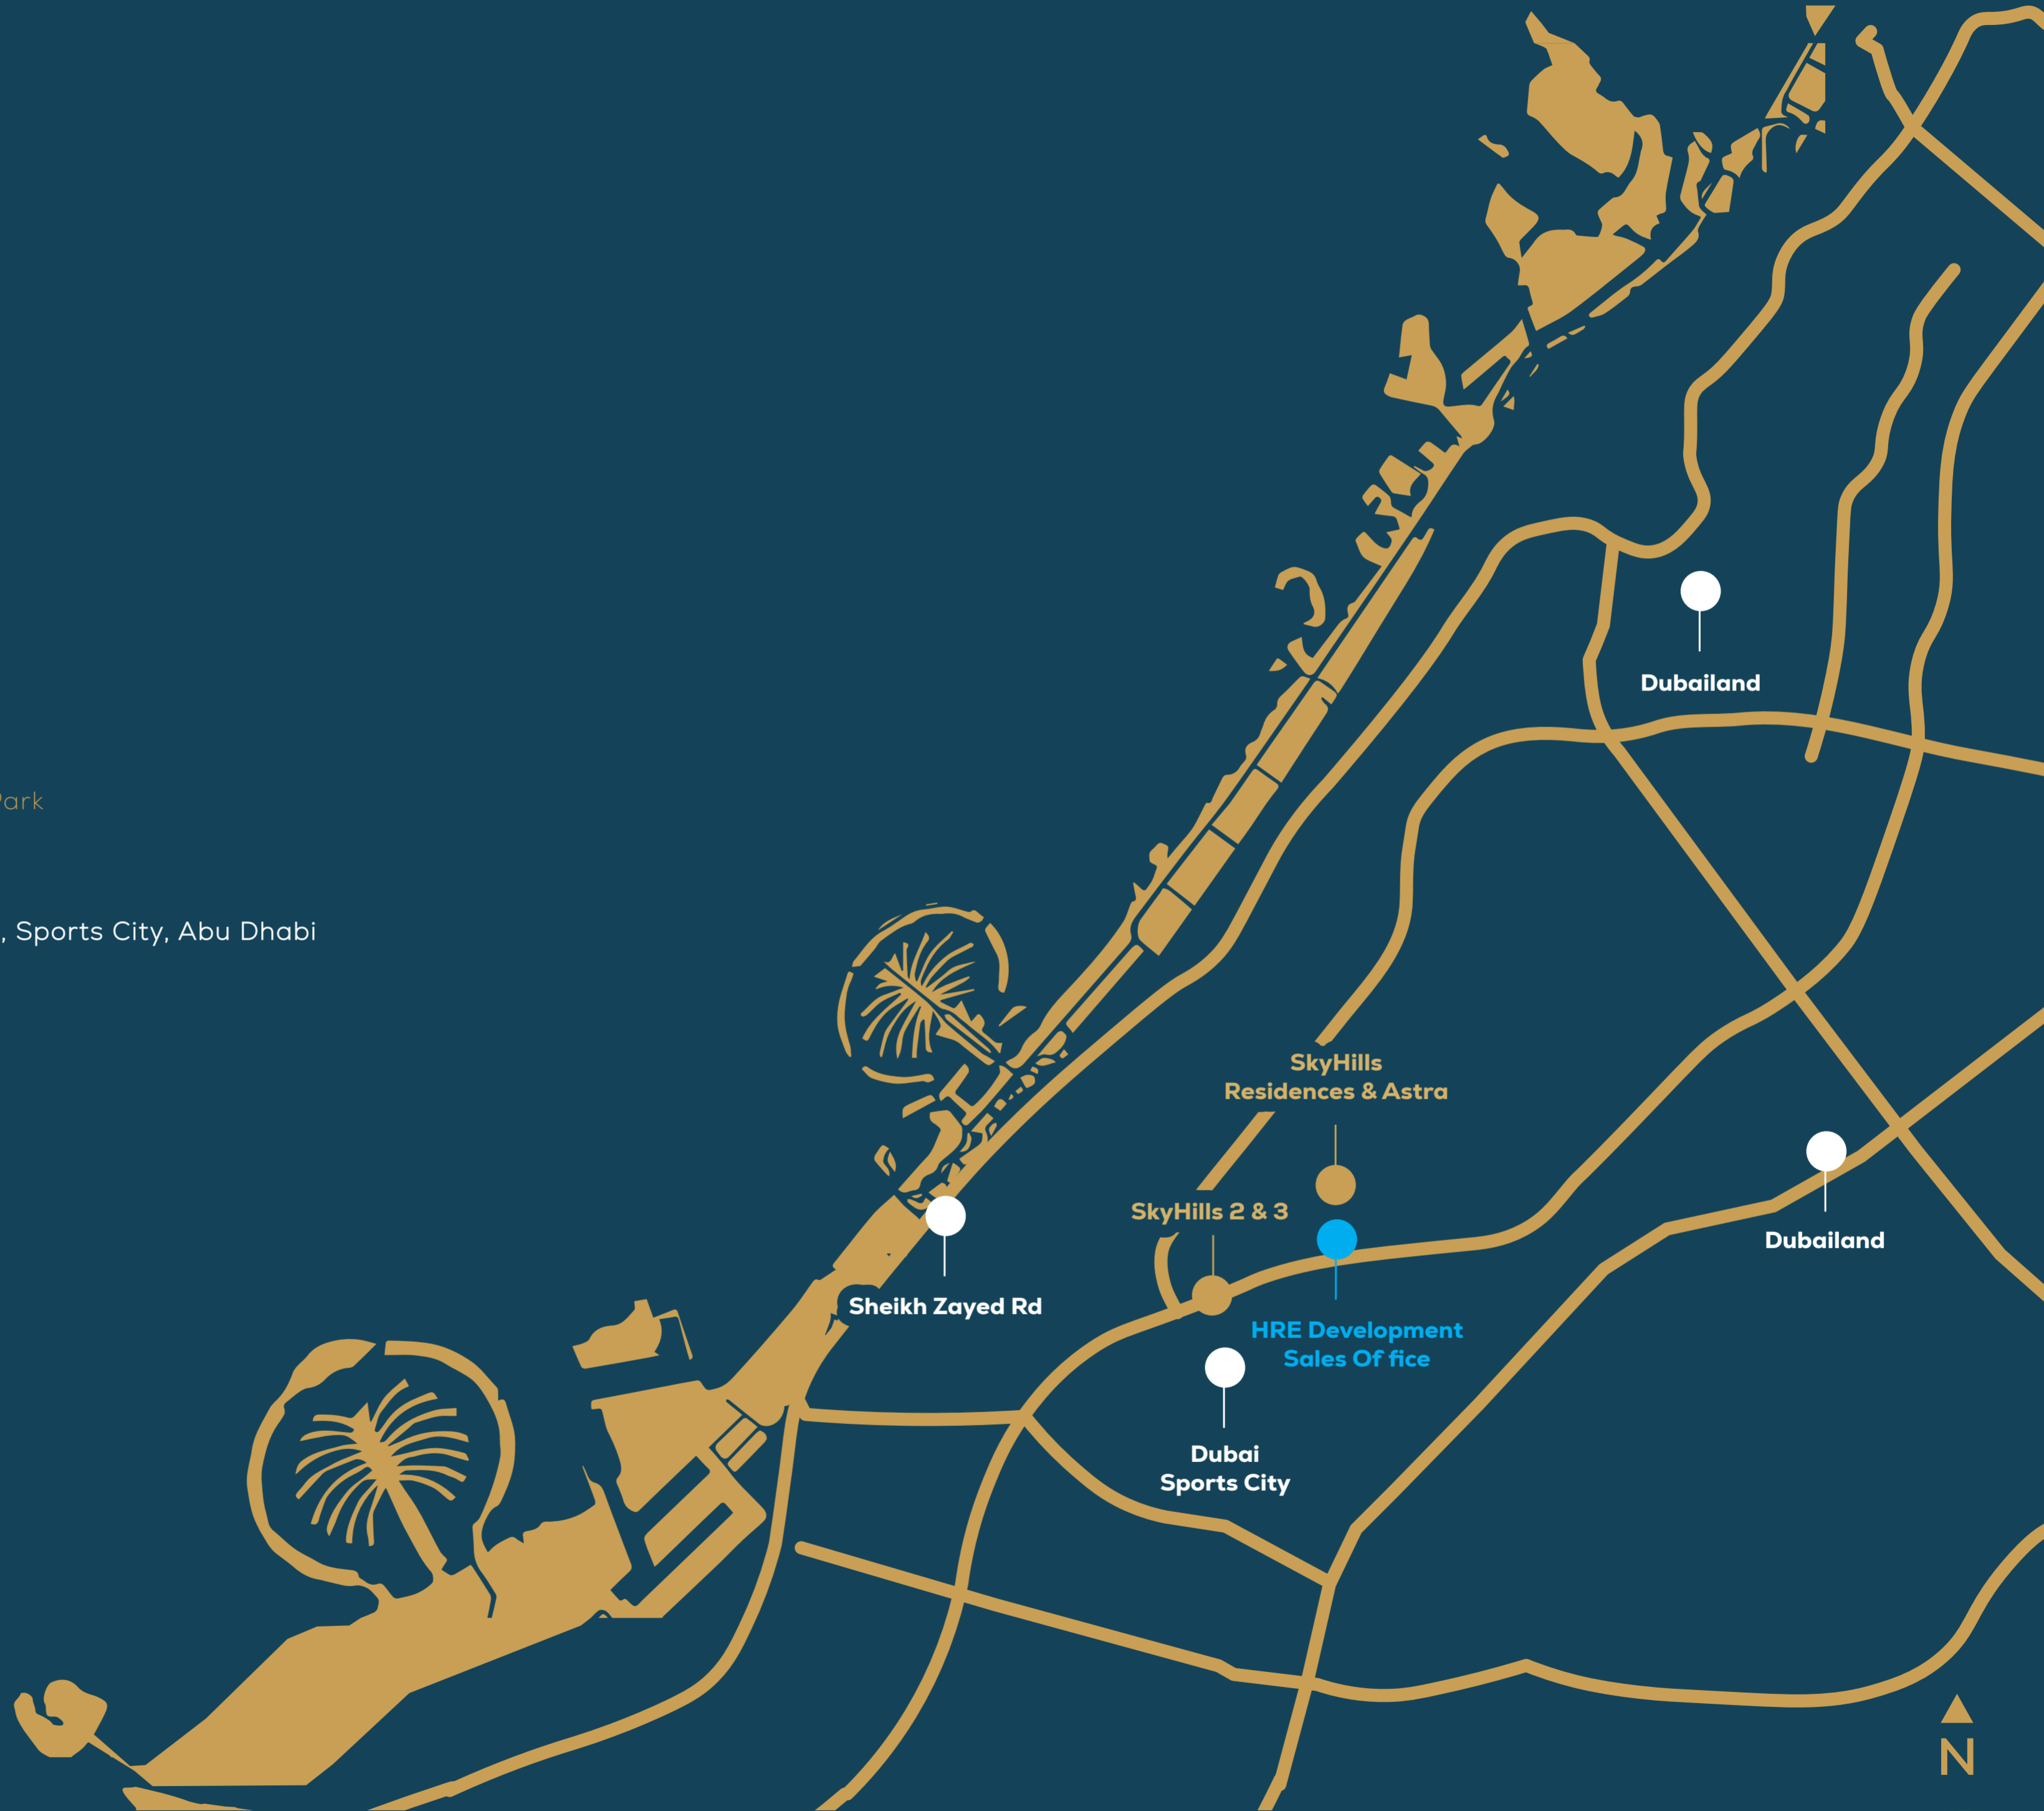 Dubailand
Park
, Sports City, Abu Dhabi
SkyHills
Residences & Astra
SkyHills 2 & 3
Dubailand
Sheikh Zayed Rd
HRE Development
Sales Of fice
Dubai
Sports City
N